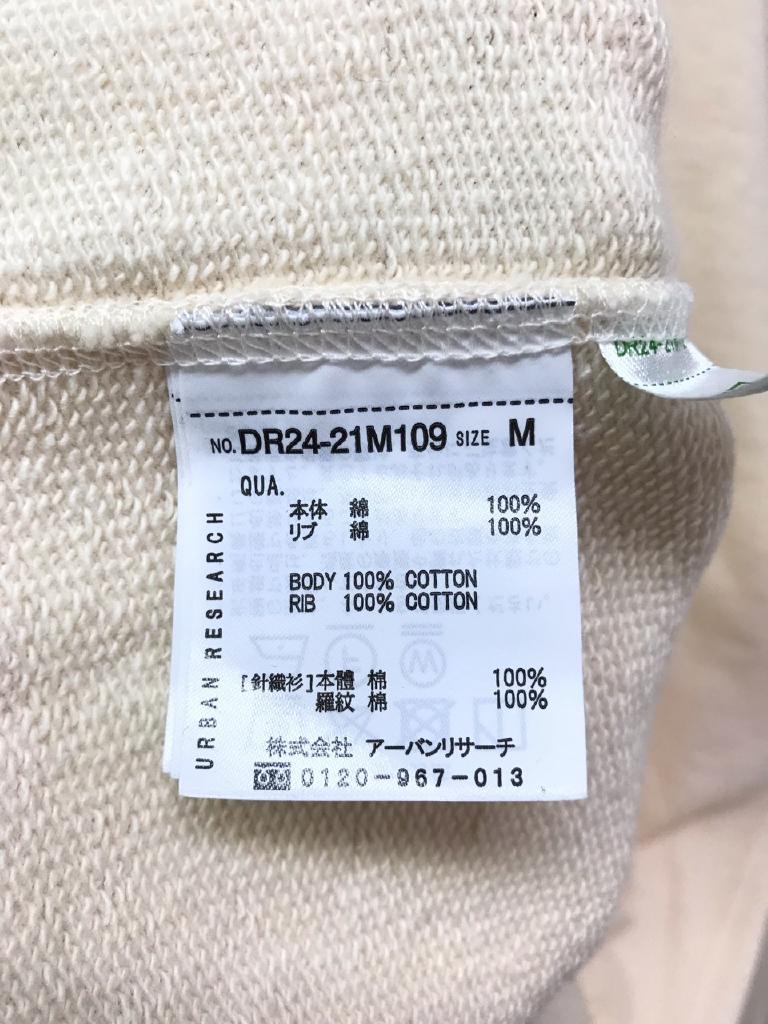 NO. DR24-21M109 SIZE M
QUA.
本体 綿 100%
リブ 綿 100%
BODY 100% COTTON
RIB 100% COTTON
[針織衫]本體 棉 100%
羅紋 棉 100%
株式会社 アーバンリサーチ
0120-967-013
URBAN RESEARCH
DR24-